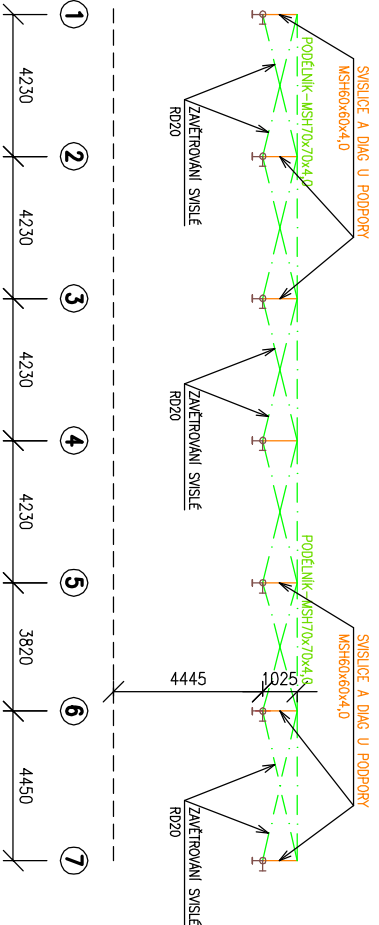 SVISLICE A DIAG U PODPORY
MSH60x60x4,0
SVISLICE A DIAG U PODPORY
MSH60x60x4,0
PODÉLNÍK-MSH70x70x4,0
PODÉLNÍK-MSH70x70x4,0
1025
4445
ZAVĚTROVÁNÍ SVISLÉ
RD20
ZAVĚTROVÁNÍ SVISLÉ
RD20
ZAVĚTROVÁNÍ SVISLÉ
RD20
1 2 3 4 5 6 7
4230 4230 4230 4230 3820 4450